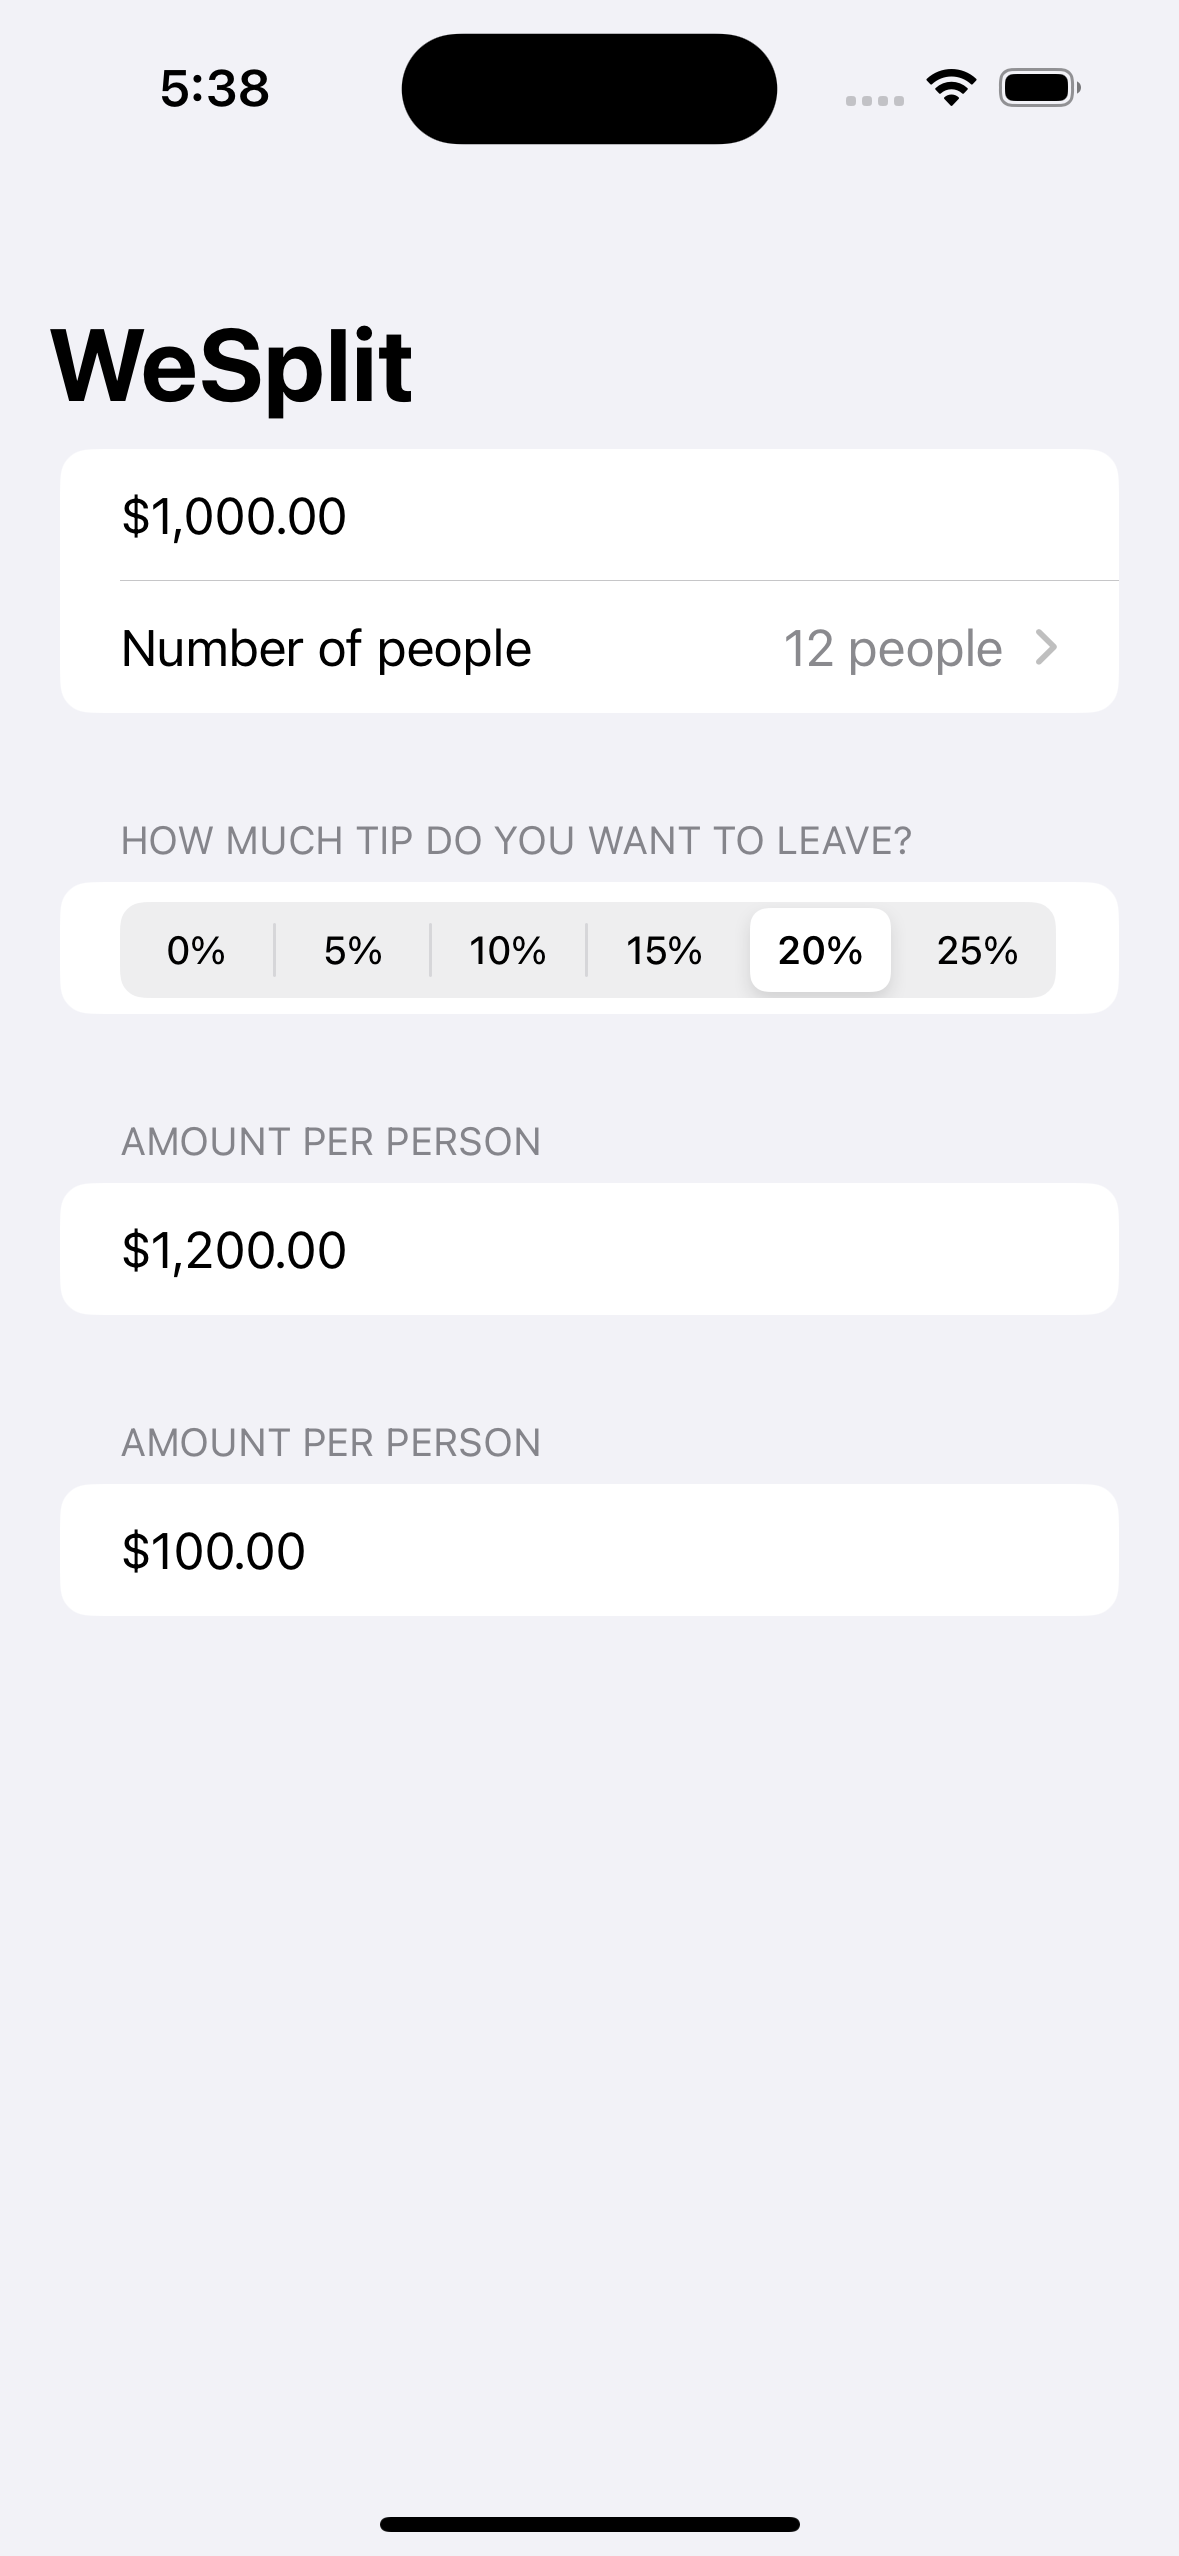 5:38
WeSplit
$1,000.00
Number of people 12 people
HOW MUCH TIP DO YOU WANT TO LEAVE?
0% 5% 10% 15% 20% 25%
AMOUNT PER PERSON
$1,200.00
AMOUNT PER PERSON
$100.00